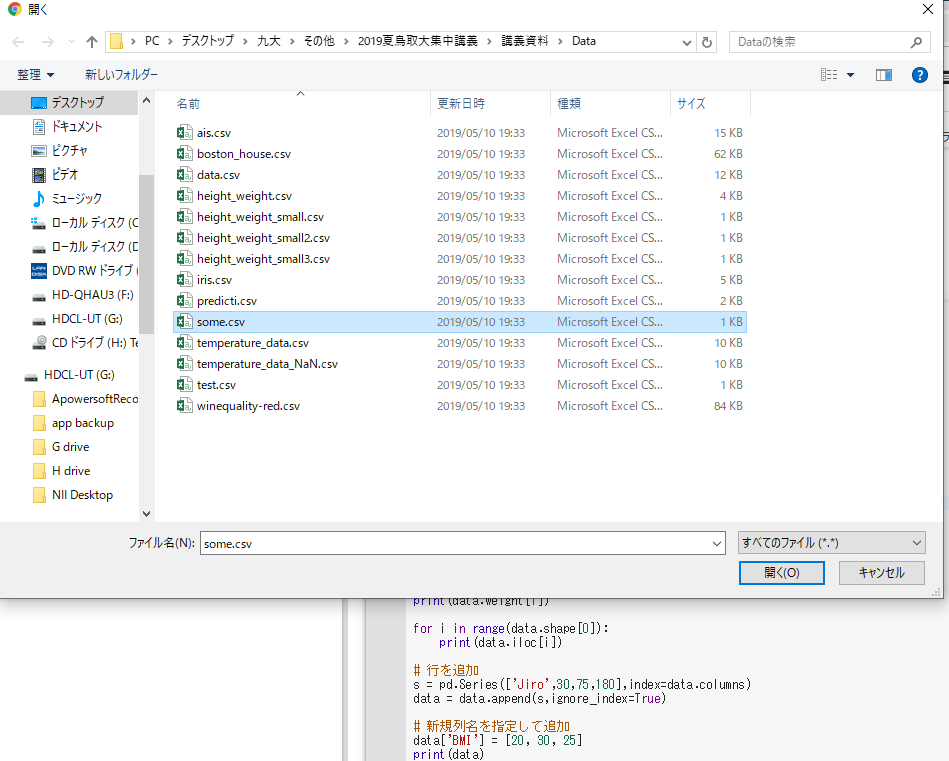 開く
PC › デスクトップ › 九大 › その他 › 2019夏鳥取大集中講義 › 講義資料 › Data
Dataの検索
整理
新しいフォルダー
デスクトップ
ドキュメント
ピクチャ
ビデオ
ミュージック
ローカル ディスク (C
ローカル ディスク (D
DVD RW ドライブ (
HD-QHAU3 (F:)
HDCL-UT (G:)
CD ドライブ (H:) Te
HDCL-UT (G:)
ApowersoftReco
app backup
G drive
H drive
NII Desktop
名前 更新日時 種類 サイズ
ais.csv 2019/05/10 19:33 Microsoft Excel CS... 15 KB
boston_house.csv 2019/05/10 19:33 Microsoft Excel CS... 62 KB
data.csv 2019/05/10 19:33 Microsoft Excel CS... 12 KB
height_weight.csv 2019/05/10 19:33 Microsoft Excel CS... 4 KB
height_weight_small.csv 2019/05/10 19:33 Microsoft Excel CS... 1 KB
height_weight_small2.csv 2019/05/10 19:33 Microsoft Excel CS... 1 KB
height_weight_small3.csv 2019/05/10 19:33 Microsoft Excel CS... 1 KB
iris.csv 2019/05/10 19:33 Microsoft Excel CS... 5 KB
predicti.csv 2019/05/10 19:33 Microsoft Excel CS... 2 KB
some.csv 2019/05/10 19:33 Microsoft Excel CS... 1 KB
temperature_data.csv 2019/05/10 19:33 Microsoft Excel CS... 10 KB
temperature_data_NaN.csv 2019/05/10 19:33 Microsoft Excel CS... 10 KB
test.csv 2019/05/10 19:33 Microsoft Excel CS... 1 KB
winequality-red.csv 2019/05/10 19:33 Microsoft Excel CS... 84 KB
ファイル名(N): some.csv
すべてのファイル (*.*)
開く(O)
キャンセル
print(data.weight[i])
for i in range(data.shape[0]):
print(data.iloc[i])
# 行を追加
s = pd.Series(['Jiro',30,75,180],index=data.columns)
data = data.append(s,ignore_index=True)
# 新規列名を指定して追加
data['BMI'] = [20, 30, 25]
print(data)